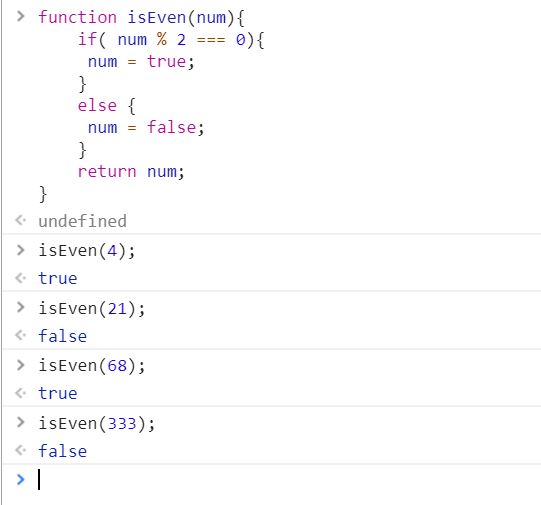 > function isEven(num){
if( num % 2 === 0){
num = true;
}
else {
num = false;
}
return num;
}
undefined
> isEven(4);
true
> isEven(21);
false
> isEven(68);
true
> isEven(333);
false
>